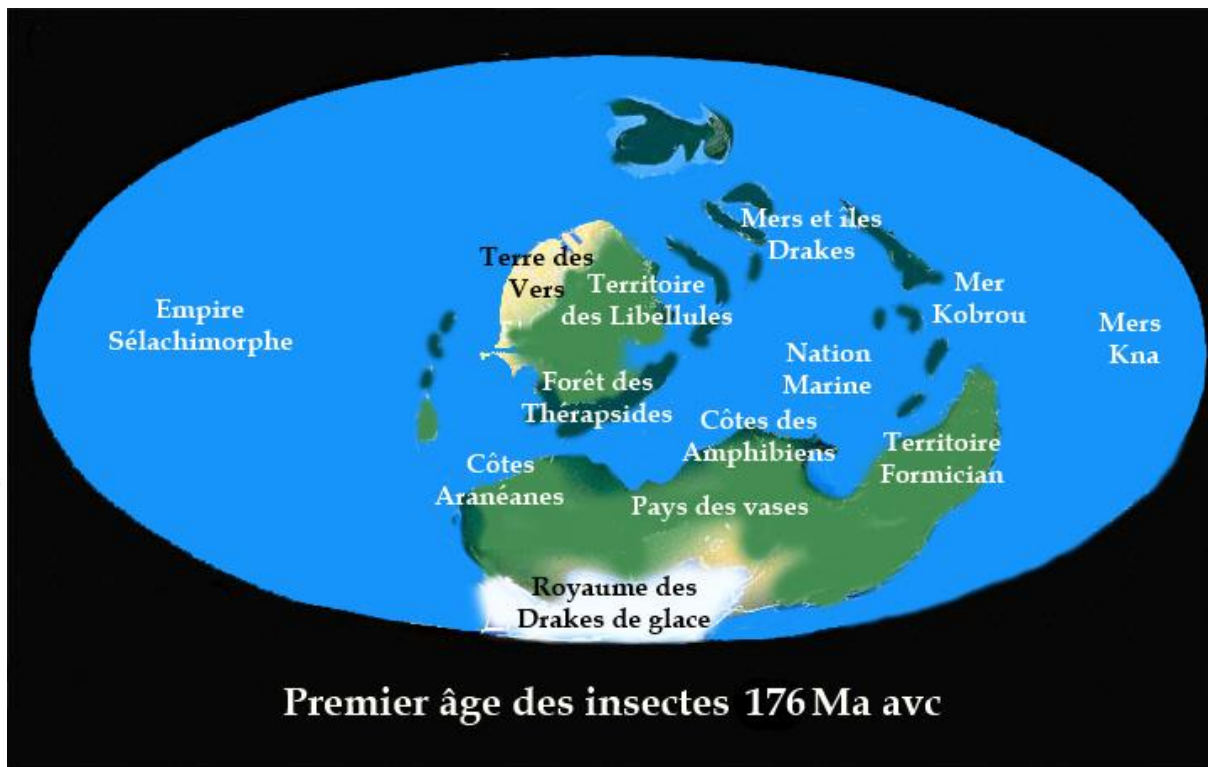 Mers et îles
Drakes
Terre des
Vers
Territoire
des Libellules
Mer
Kobrou
Empire
Sélachimorphe
Mers
Kna
Nation
Marine
Forêt des
Thérapsides
Côtes des
Amphibiens
Territoire
Formician
Côtes
Aranéanes
Pays des vases
Royaume des
Drakes de glace
Premier âge des insectes 176 Ma avc